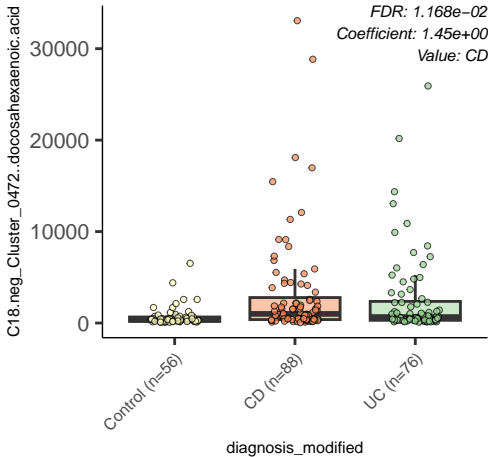 FDR: 1.168e−02
Coefficient: 1.45e+00
Value: CD
C18.neg_Cluster_0472..docosahexaenoic.acid
30000
20000
10000
0
Control (n=56)
CD (n=88)
UC (n=76)
diagnosis_modified